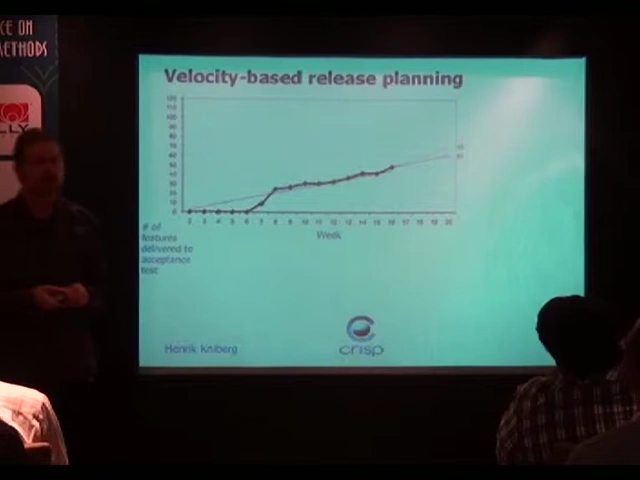 CE ON
METHODS
LLY
Velocity-based release planning
# of
features
delivered to
acceptance
test
Week
Henrik Kniberg
crisp